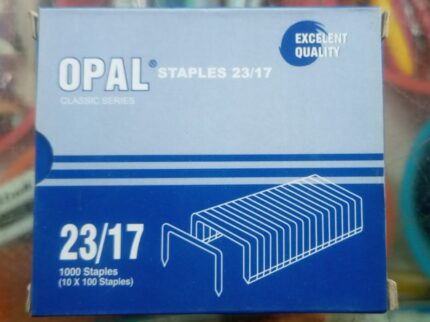 EXCELENT
QUALITY
OPAL® STAPLES 23/17
CLASSIC SERIES
23/17
1000 Staples
(10 X 100 Staples)